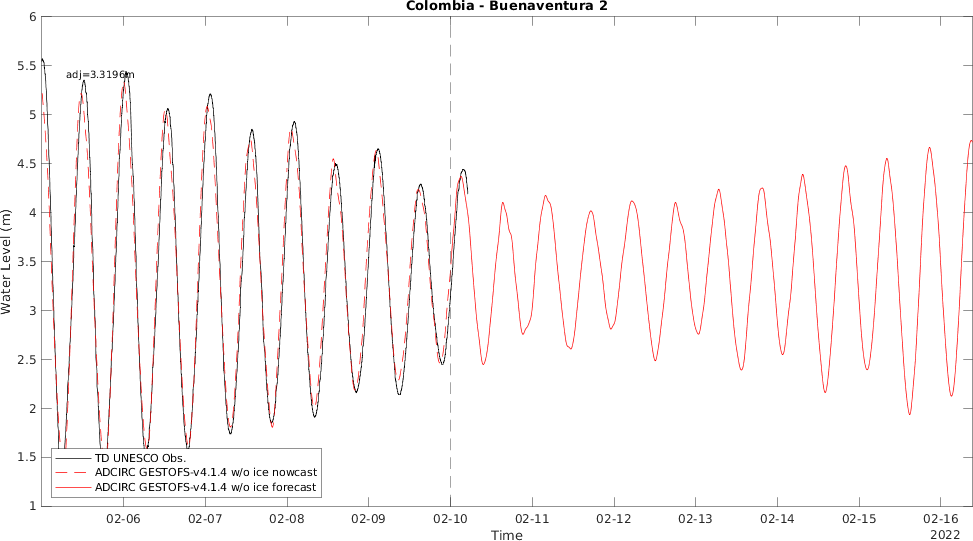 Colombia - Buenaventura 2
6
5.5
5
4.5
4
3.5
3
2.5
2
1.5
1
Water Level (m)
adj=3.3196m
TD UNESCO Obs.
ADCIRC GESTOFS-v4.1.4 w/o ice nowcast
ADCIRC GESTOFS-v4.1.4 w/o ice forecast
02-06 02-07 02-08 02-09 02-10 02-11 02-12 02-13 02-14 02-15 02-16
Time
2022